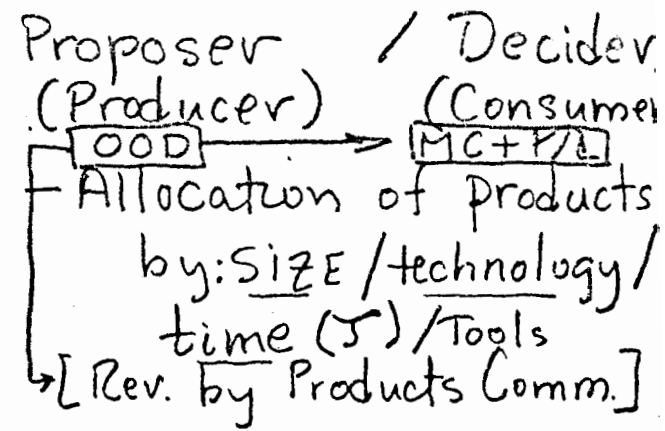 Proposer / Decider
(Producer) (Consumer
OOD MC+P/L
- Allocation of products
by: SIZE / technology /
time (J) / Tools
[Rev. by Products Comm.]